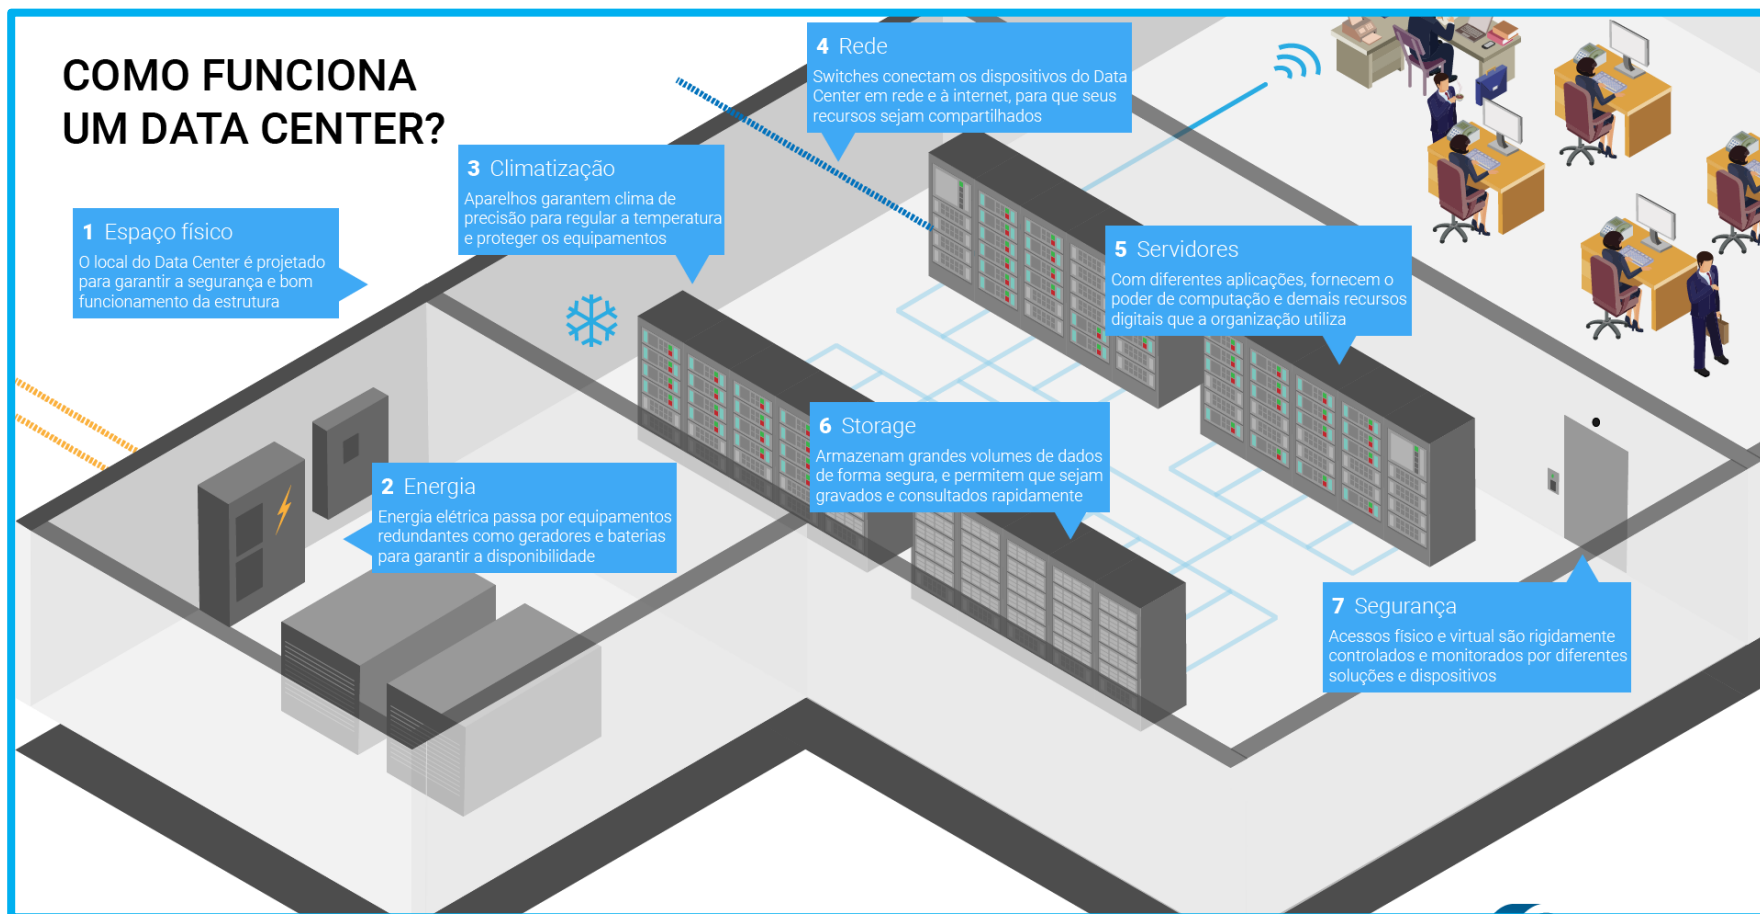 COMO FUNCIONA
UM DATA CENTER?
1 Espaço físico
O local do Data Center é projetado
para garantir a segurança e bom
funcionamento da estrutura
2 Energia
Energia elétrica passa por equipamentos
redundantes como geradores e baterias
para garantir a disponibilidade
3 Climatização
Aparelhos garantem clima de
precisão para regular a temperatura
e proteger os equipamentos
4 Rede
Switches conectam os dispositivos do Data
Center em rede e à internet, para que seus
recursos sejam compartilhados
5 Servidores
Com diferentes aplicações, fornecem o
poder de computação e demais recursos
digitais que a organização utiliza
6 Storage
Armazenam grandes volumes de dados
de forma segura, e permitem que sejam
gravados e consultados rapidamente
7 Segurança
Acessos físico e virtual são rigidamente
controlados e monitorados por diferentes
soluções e dispositivos